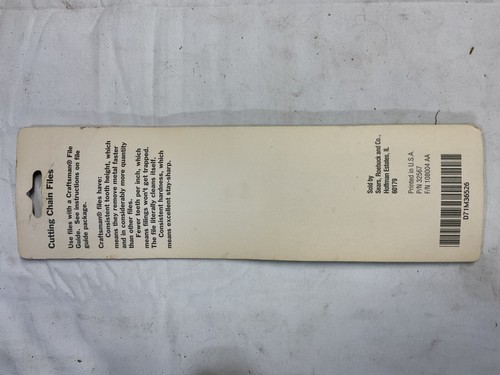 Cutting Chain Files
Use files with a Craftsman® File
Guide. See instructions on file
guide package.
Craftsman® files have:
Consistent tooth height, which
means they remove metal faster
and in considerably more quantity
than other files.
Fewer teeth per inch, which
means filings won't get trapped.
The file literally cleans itself.
Consistent hardness, which
means excellent stay-sharp.
Sold by
Sears, Roebuck and Co.,
Hoffman Estates, IL
60179
Printed in U.S.A.
P/N 32567
F/N 108004 AA
D71M36526